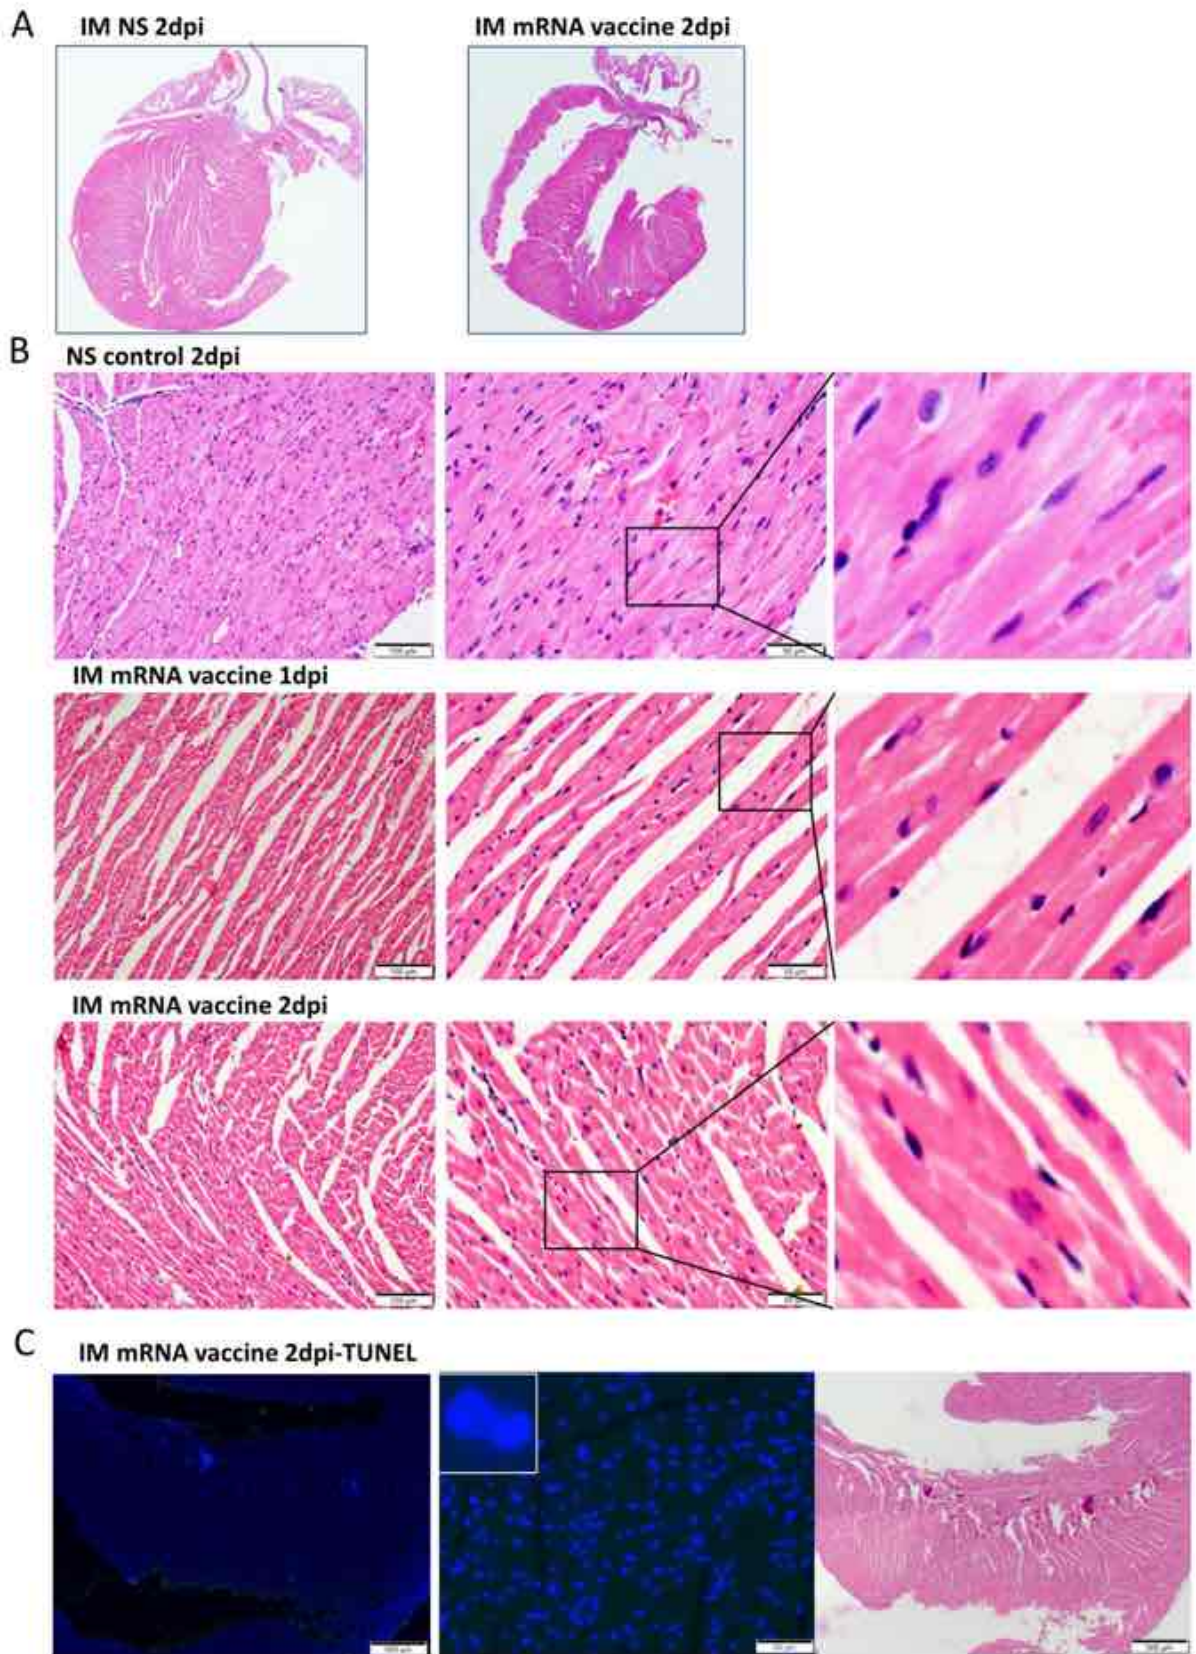 A
IM NS 2dpi
IM mRNA vaccine 2dpi
B
NS control 2dpi
IM mRNA vaccine 1dpi
IM mRNA vaccine 2dpi
C
IM mRNA vaccine 2dpi-TUNEL